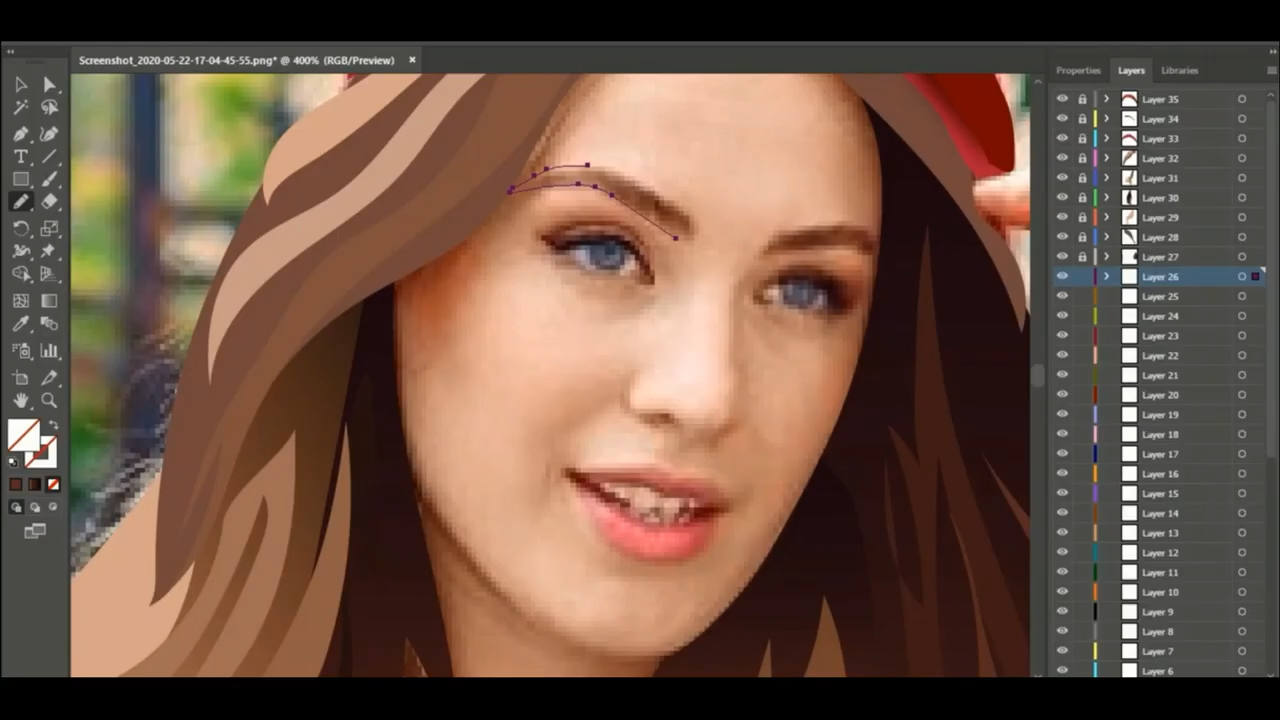 Screenshot_2020-05-22-17-04-45-55.png* @ 400% (RGB/Preview) ×
Properties Layers Libraries
Layer 35
Layer 34
Layer 33
Layer 32
Layer 31
Layer 30
Layer 29
Layer 28
Layer 27
Layer 26
Layer 25
Layer 24
Layer 23
Layer 22
Layer 21
Layer 20
Layer 19
Layer 18
Layer 17
Layer 16
Layer 15
Layer 14
Layer 13
Layer 12
Layer 11
Layer 10
Layer 9
Layer 8
Layer 7
Layer 6